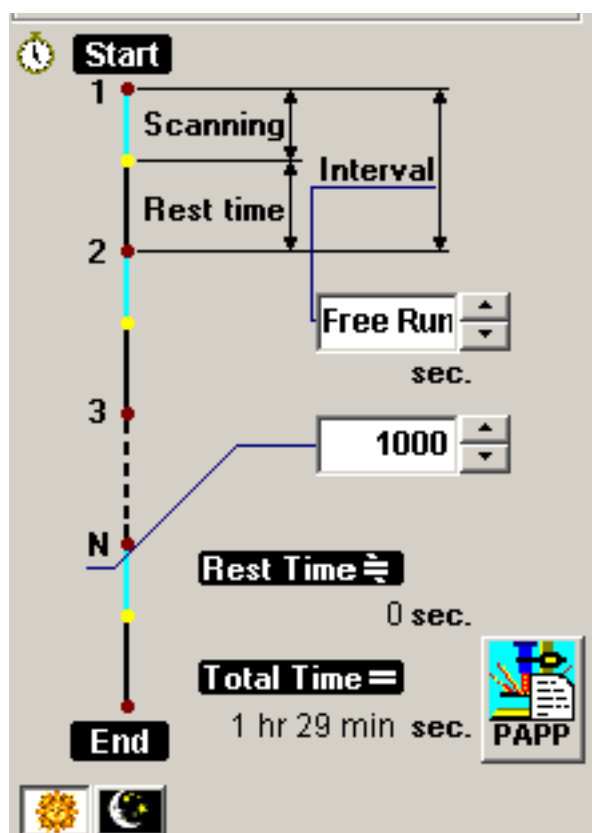 Start
1
Scanning
Interval
Rest time
2
Free Run
sec.
3
1000
N
Rest Time ≒
0 sec.
Total Time =
1 hr 29 min sec.
PAPP
End